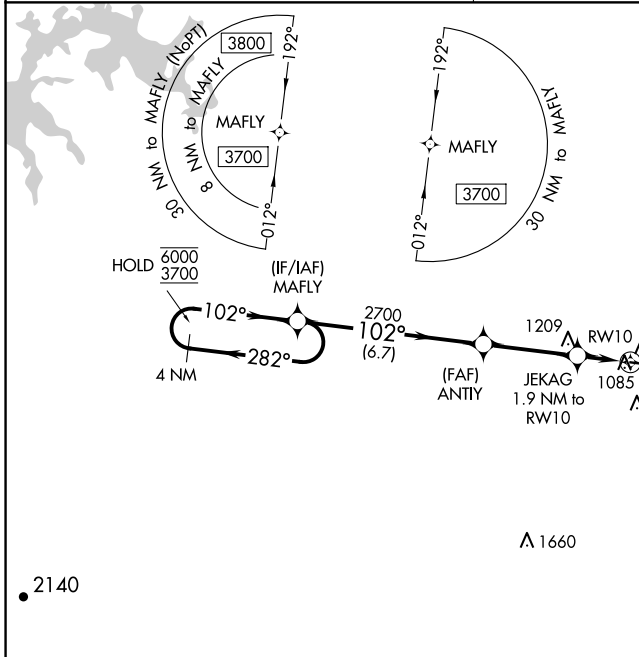 30 NM to MAFLY (NoPT)
3800
8 NM to MAFLY
192°
MAFLY
3700
012°
192°
MAFLY
3700
012°
30 NM to MAFLY
HOLD 6000
3700
(IF/IAF)
MAFLY
102°
282°
4 NM
2700
102°
(6.7)
(FAF)
ANTIY
1209
RW10
1085
JEKAG
1.9 NM to
RW10
1660
2140